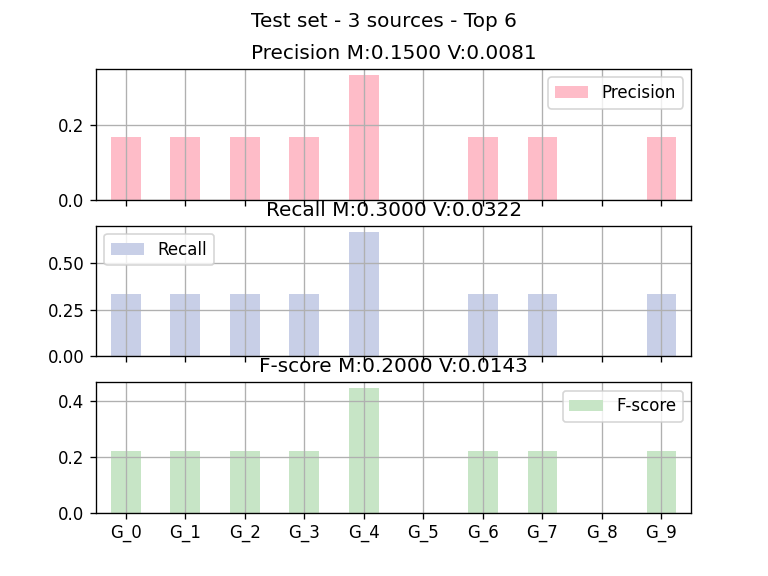 Test set - 3 sources - Top 6
Precision M:0.1500 V:0.0081
Precision
0.2
0.0
Recall M:0.3000 V:0.0322
Recall
0.50
0.25
0.00
F-score M:0.2000 V:0.0143
F-score
0.4
0.2
0.0
G_0 G_1 G_2 G_3 G_4 G_5 G_6 G_7 G_8 G_9